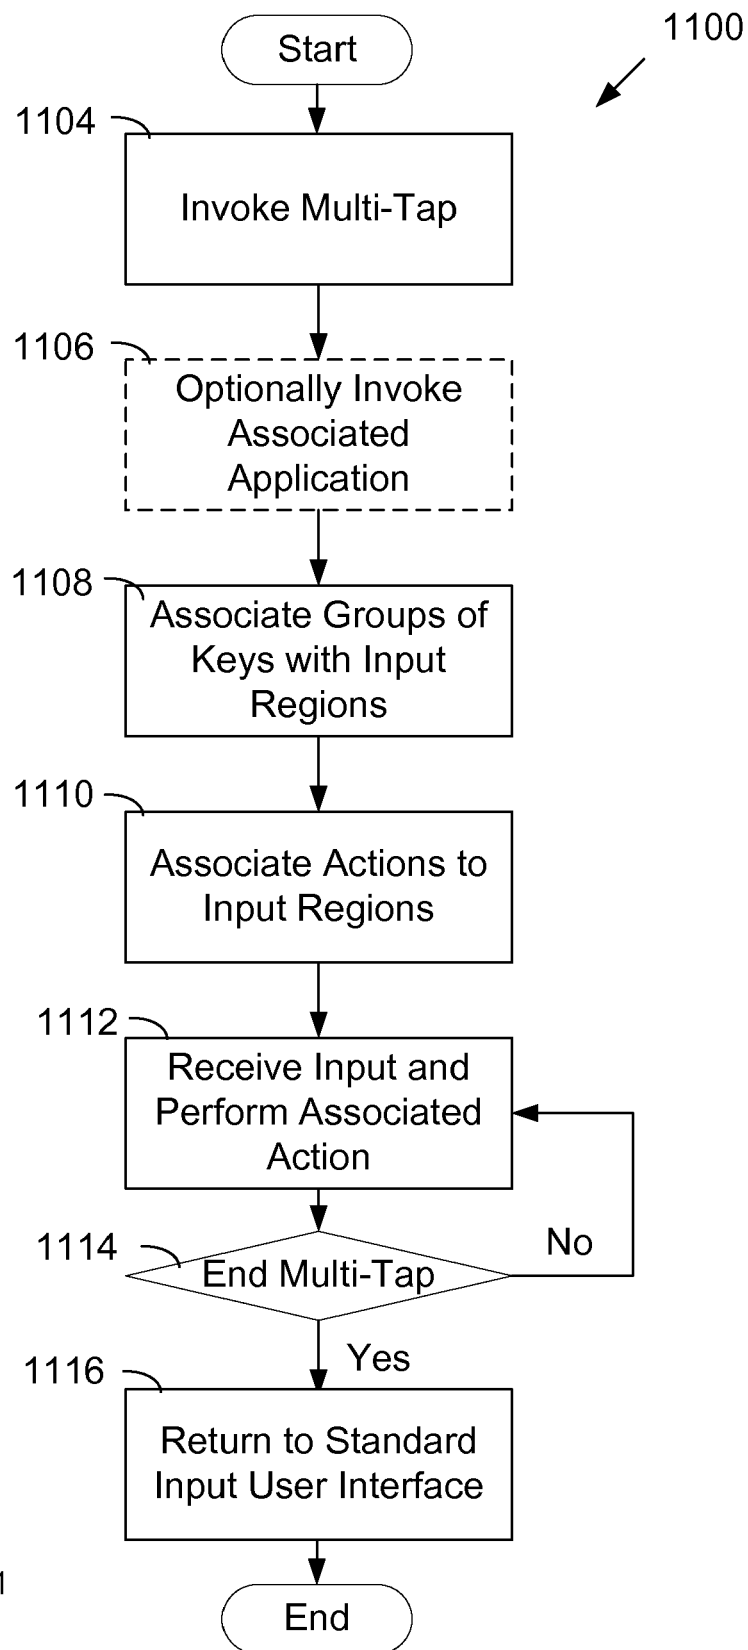 1100
Start
1104
Invoke Multi-Tap
1106
Optionally Invoke
Associated
Application
1108
Associate Groups of
Keys with Input
Regions
1110
Associate Actions to
Input Regions
1112
Receive Input and
Perform Associated
Action
1114
End Multi-Tap
No
Yes
1116
Return to Standard
Input User Interface
End